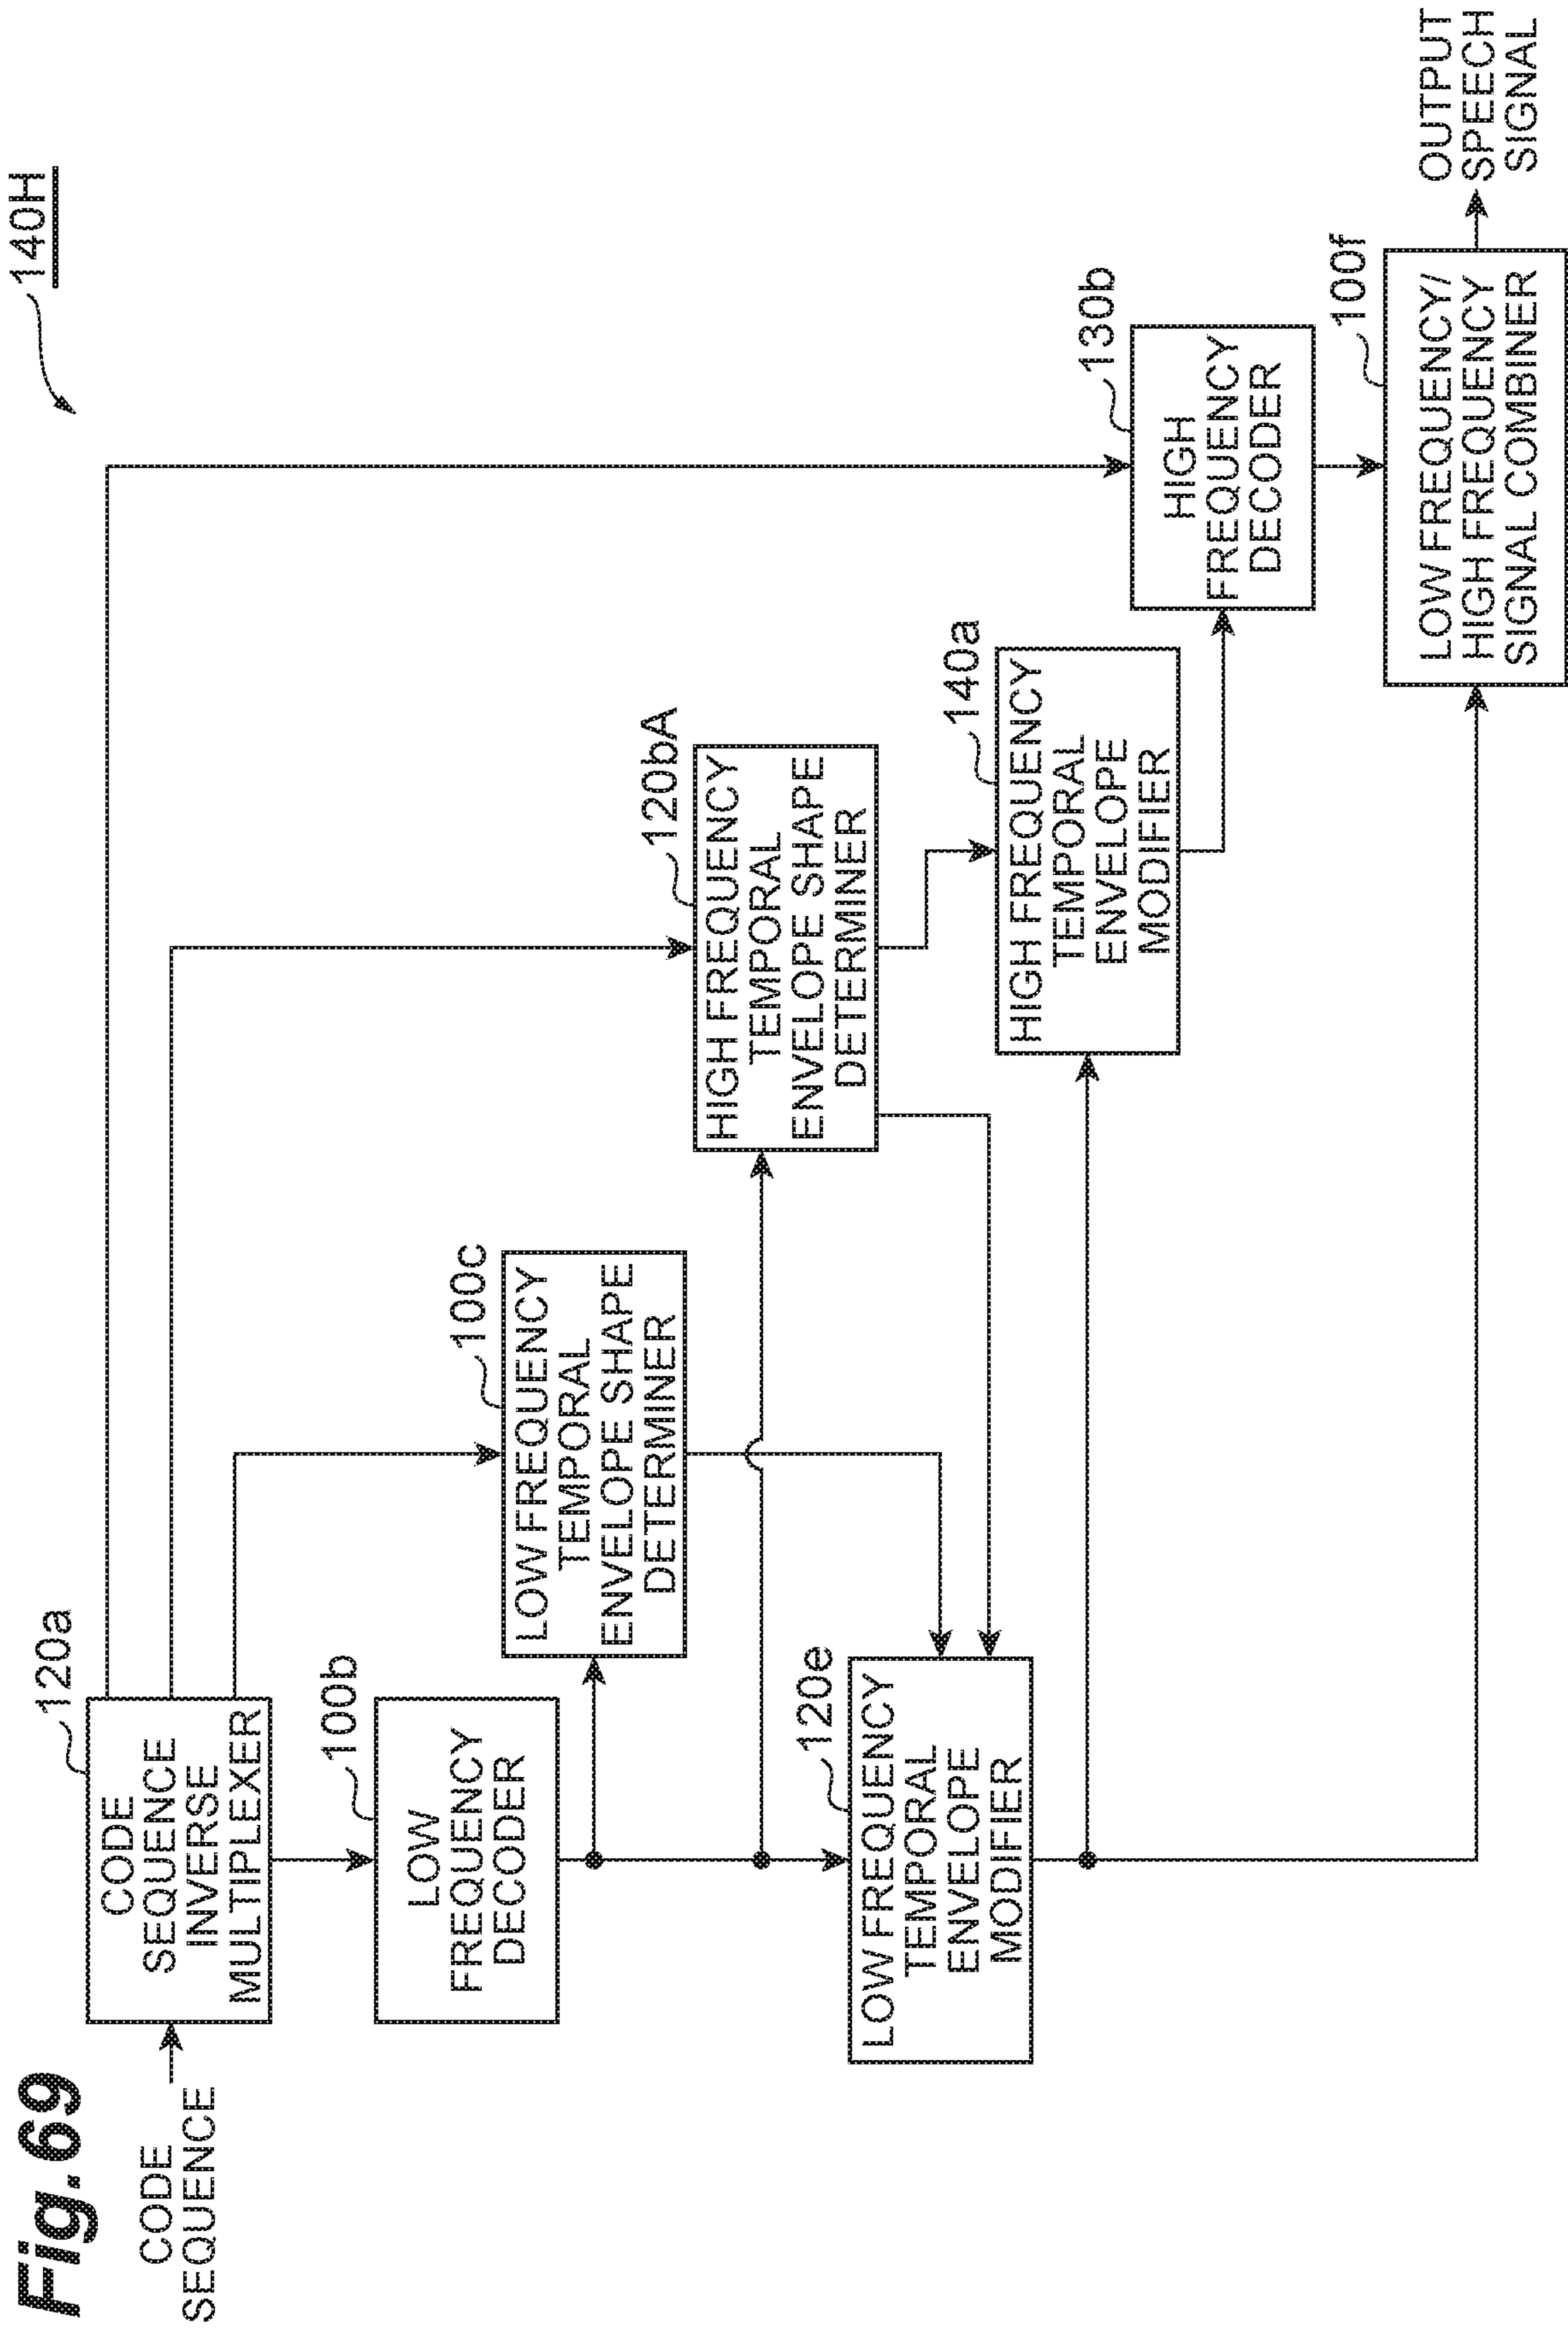 Fig.69
140H
CODE
SEQUENCE
120a
CODE
SEQUENCE
INVERSE
MULTIPLEXER
100b
LOW
FREQUENCY
DECODER
100c
LOW FREQUENCY
TEMPORAL
ENVELOPE SHAPE
DETERMINER
120bA
HIGH FREQUENCY
TEMPORAL
ENVELOPE SHAPE
DETERMINER
120e
LOW FREQUENCY
TEMPORAL
ENVELOPE
MODIFIER
140a
HIGH FREQUENCY
TEMPORAL
ENVELOPE
MODIFIER
130b
HIGH
FREQUENCY
DECODER
100f
LOW FREQUENCY/
HIGH FREQUENCY
SIGNAL COMBINER
OUTPUT
SPEECH
SIGNAL